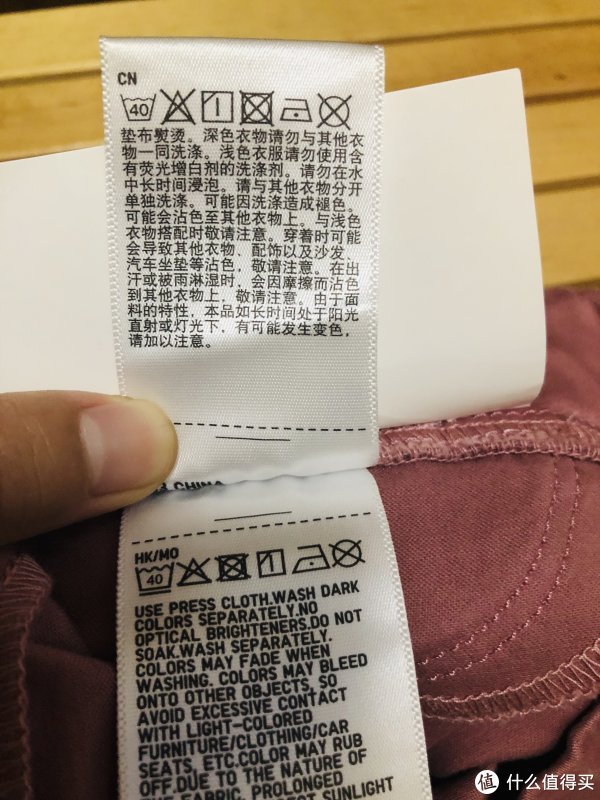 CN
40
垫布熨烫。深色衣物请勿与其他衣
物一同洗涤。浅色衣服请勿使用含
有荧光增白剂的洗涤剂。请勿在水
中长时间浸泡。请与其他衣物分开
单独洗涤。可能因洗涤造成褪色。
可能会沾色至其他衣物上。与浅色
衣物搭配时敬请注意。穿着时可能
会导致其他衣物、配饰以及沙发、
汽车坐垫等沾色，敬请注意。在出
汗或被雨淋湿时、会因摩擦而沾色
到其他衣物上，敬请注意。由于面
料的特性，本品如长时间处于阳光
直射或灯光下，有可能发生变色，
请加以注意。
CHINA
HK/MO
40
USE PRESS CLOTH.WASH DARK
COLORS SEPARATELY.NO
OPTICAL BRIGHTENERS.DO NOT
SOAK.WASH SEPARATELY.
COLORS MAY FADE WHEN
WASHING. COLORS MAY BLEED
ONTO OTHER OBJECTS, SO
AVOID EXCESSIVE CONTACT
WITH LIGHT-COLORED
FURNITURE/CLOTHING/CAR
SEATS, ETC.COLOR MAY RUB
OFF.DUE TO THE NATURE OF
FABRIC, PROLONGED
SUNLIGHT
值 什么值得买